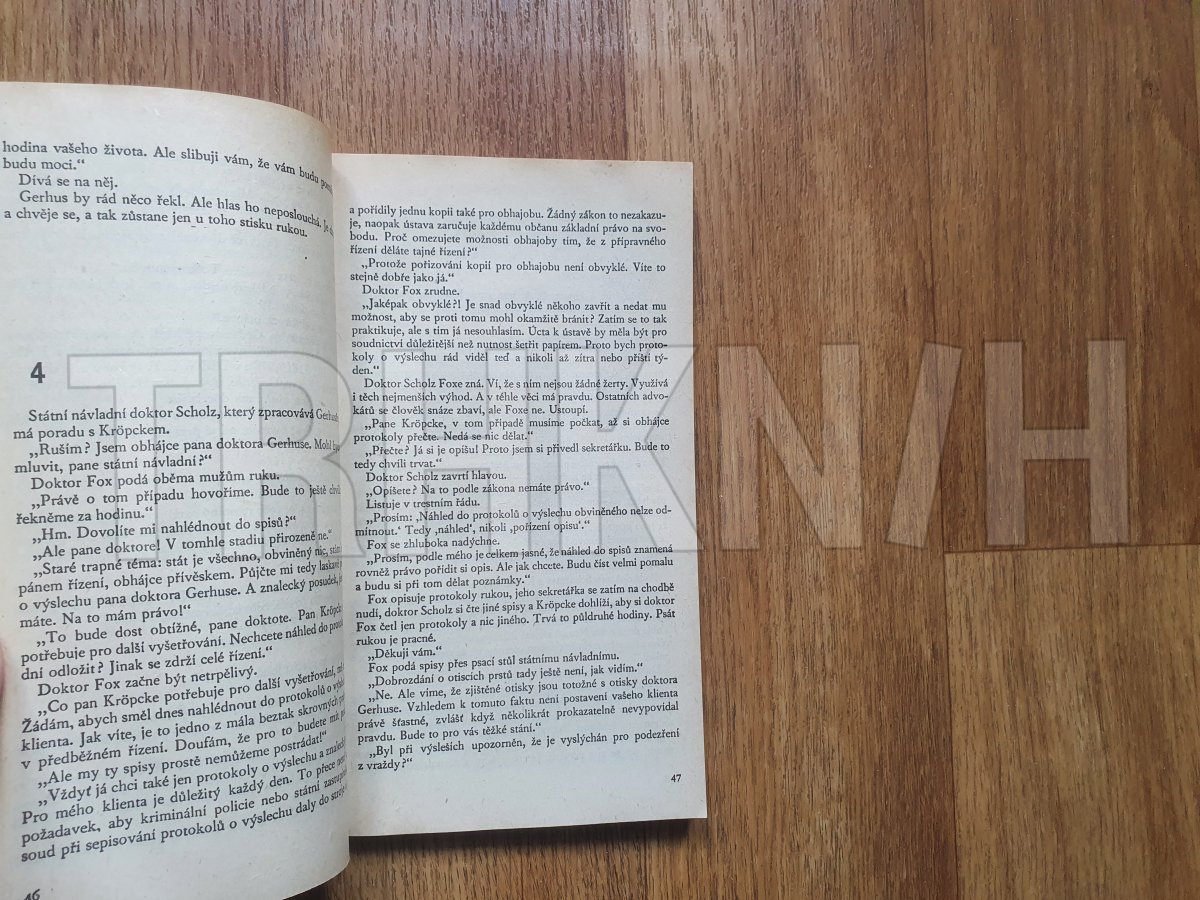 hodina vašeho života. Ale slibuji vám, že vám budu
budu moci.“
Dívá se na něj.
Gerhus by rád něco řekl. Ale hlas ho neposlouchá. Je
a chvěje se, a tak zůstane jen u toho stisku rukou.
4
Státní návladní doktor Scholz, který zpracovává
má poradu s Kröpckem.
„Ruším? Jsem obhájce pana doktora Gerhuse. Mohl
mluvit, pane státní návladní?“
Doktor Fox podá oběma mužům ruku.
„Právě o tom případu hovoříme. Bude to ještě
řekněme za hodinu.“
„Hm. Dovolíte mi nahlédnout do spisů?“
„Ale pane doktore! V tomhle stadiu přirozeně ne.“
„Staré trapné téma: stát je všechno, obviněný nic,
pánem řízení, obhájce přívěskem. Půjčte mi tedy
o výslechu pana doktora Gerhuse. A znalecký posudek,
máte. Na to mám právo!“
„To bude dost obtížné, pane doktote. Pan
potřebuje pro další vyšetřování. Nechcete náhled do
dní odložit? Jinak se zdrží celé řízení.“
Doktor Fox začne být netrpělivý.
„Co pan Kröpcke potřebuje pro další vyšetřování,
Žádám, abych směl dnes nahlédnout do protokolů o
klienta. Jak víte, je to jedno z mála beztak skrovných
v předběžném řízení. Doufám, že pro to budete
„Ale my ty spisy prostě nemůžeme postrádat!“
„Vždyť já chci také jen protokoly o výslechu a
Pro mého klienta je důležitý každý den. To přece
požadavek, aby kriminální policie nebo státní
soud při sepisování protokolů o výslechu daly do
46
a pořídily jednu kopii také pro obhajobu. Žádný zákon to nezakazu-
je, naopak ústava zaručuje každému občanu základní právo na svo-
bodu. Proč omezujete možnosti obhajoby tím, že z přípravného
řízení děláte tajné řízení?“
„Protože pořizování kopií pro obhajobu není obvyklé. Víte to
stejně dobře jako já.“
Doktor Fox zrudne.
„Jaképak obvyklé?! Je snad obvyklé někoho zavřít a nedat mu
možnost, aby se proti tomu mohl okamžitě bránit? Zatím se to tak
praktikuje, ale s tím já nesouhlasím. Úcta k ústavě by měla být pro
soudnictví důležitější než nutnost šetřit papírem. Proto bych proto-
koly o výslechu rád viděl teď a nikoli až zítra nebo příští tý-
den.“
Doktor Scholz Foxe zná. Ví, že s ním nejsou žádné žerty. Využívá
i těch nejmenších výhod. A v téhle věci má pravdu. Ostatních advo-
kátů se člověk snáze zbaví, ale Foxe ne. Ustoupí.
„Pane Kröpcke, v tom případě musíme počkat, až si obhájce
protokoly přečte. Nedá se nic dělat.“
„Přečte? Já si je opíšu! Proto jsem si přivedl sekretářku. Bude to
tedy chvíli trvat.“
Doktor Scholz zavrtí hlavou.
„Opíšete? Na to podle zákona nemáte právo.“
Listuje v trestním řádu.
„Prosím: ‚Náhled do protokolů o výslechu obviněného nelze od-
mítnout.‘ Tedy ‚náhled‘, nikoli ‚pořízení opisu‘.“
Fox se zhluboka nadýchne.
„Prosím, podle mého je celkem jasné, že náhled do spisů znamená
rovněž právo pořídit si opis. Ale jak chcete. Budu číst velmi pomalu
a budu si při tom dělat poznámky.“
Fox opisuje protokoly rukou, jeho sekretářka se zatím na chodbě
nudí, doktor Scholz si čte jiné spisy a Kröpcke dohlíží, aby si doktor
Fox četl jen protokoly a nic jiného. Trvá to půldruhé hodiny. Psát
rukou je pracné.
„Děkuji vám.“
Fox podá spisy přes psací stůl státnímu návladnímu.
„Dobrozdání o otiscích prstů tady ještě není, jak vidím.“
„Ne. Ale víme, že zjištěné otisky jsou totožné s otisky doktora
Gerhuse. Vzhledem k tomuto faktu není postavení vašeho klienta
právě šťastné, zvlášť když několikrát prokazatelně nevypovídal
pravdu. Bude to pro vás těžké stání.“
„Byl při výsleších upozorněn, že je vyslýchán pro podezření
z vraždy?“
47
TRHKNIH